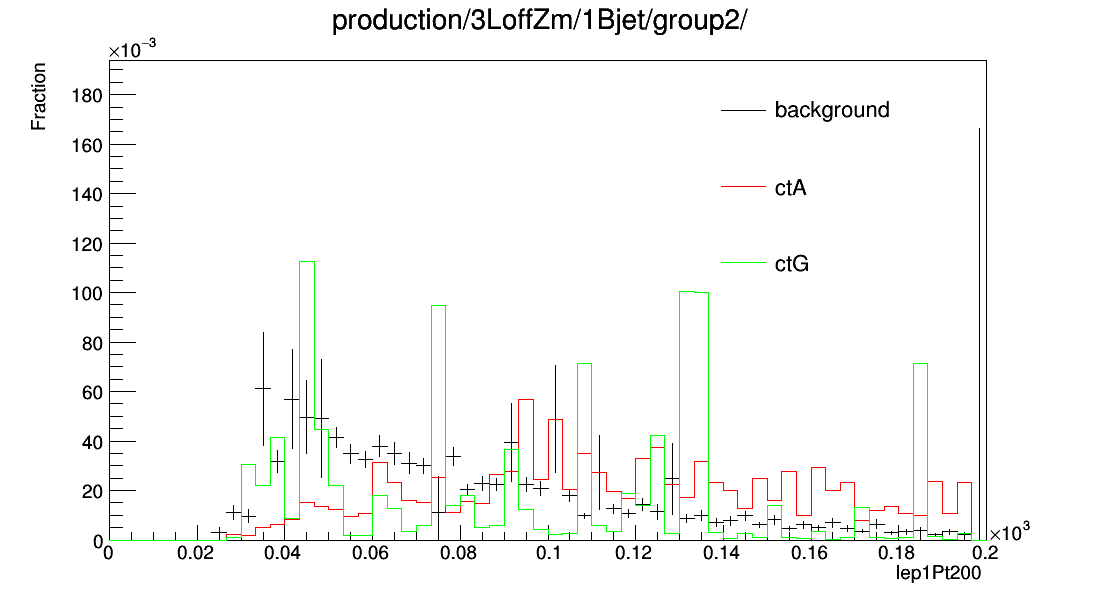 production/3LoffZm/1Bjet/group2/
×10⁻³
Fraction
180
160
140
120
100
80
60
40
20
0
background
ctA
ctG
0 0.02 0.04 0.06 0.08 0.1 0.12 0.14 0.16 0.18 0.2
×10³
lep1Pt200